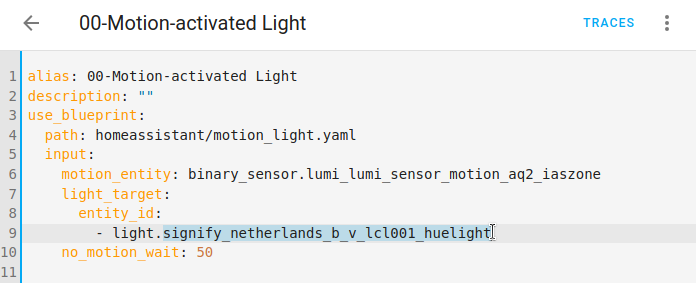 00-Motion-activated Light
TRACES
1 alias: 00-Motion-activated Light
2 description: ""
3 use_blueprint:
4   path: homeassistant/motion_light.yaml
5   input:
6     motion_entity: binary_sensor.lumi_lumi_sensor_motion_aq2_iaszone
7     light_target:
8       entity_id:
9         - light.signify_netherlands_b_v_lcl001_huelight
10     no_motion_wait: 50
11